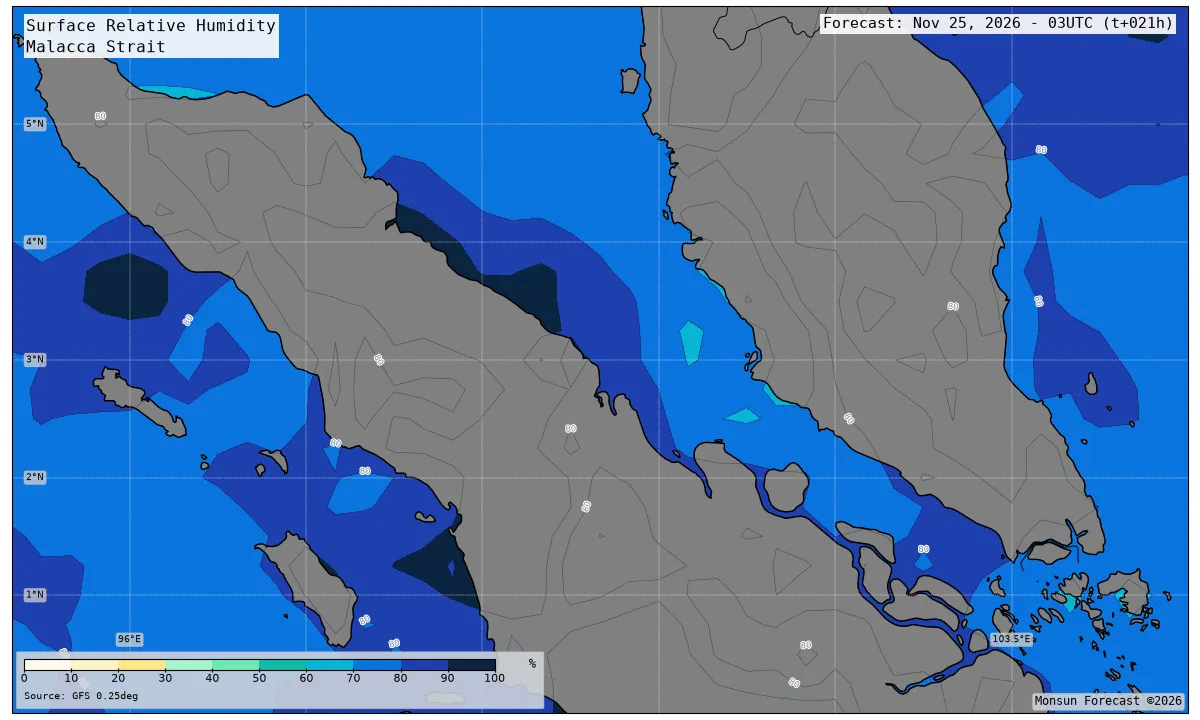 Surface Relative Humidity
Malacca Strait
Forecast: Nov 25, 2026 - 03UTC (t+021h)
80
5°N
80
4°N
80
80
80
3°N
80
80
80
80
2°N
80
80
80
1°N
80
96°E
80
80
103.5°E
80
%
0 10 20 30 40 50 60 70 80 90 100
Source: GFS 0.25deg
Monsun Forecast ©2026